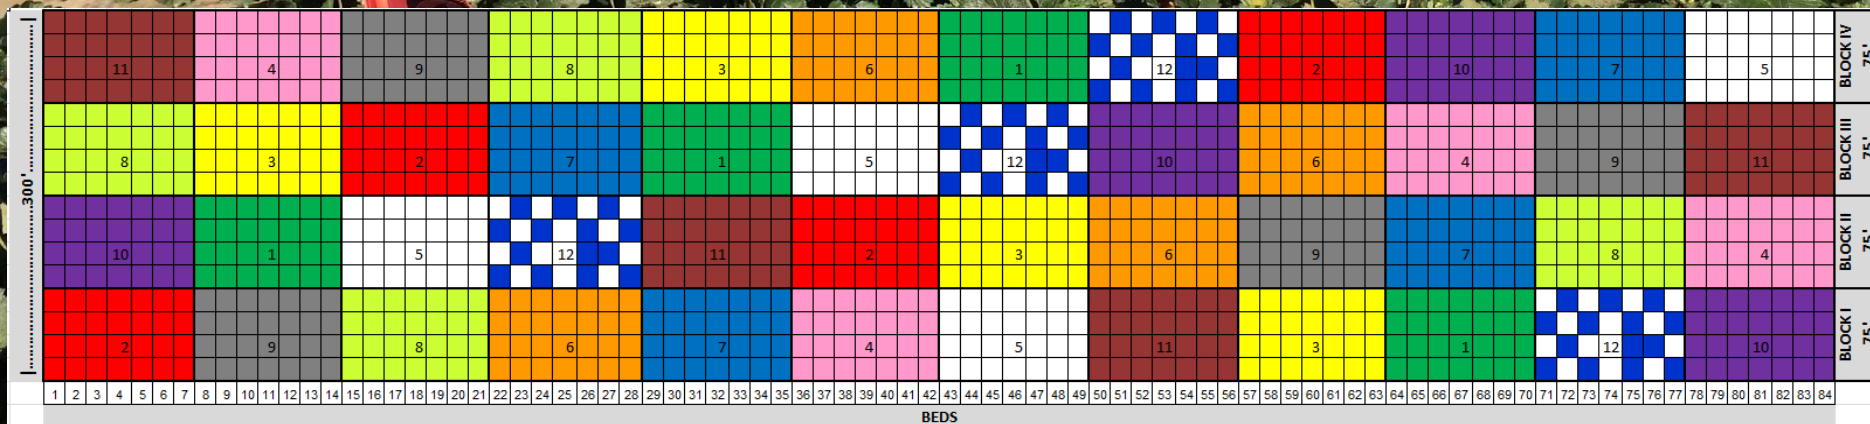 |.....................300'.....................|
11 4 9 8 3 6 1 12 2 10 7 5 BLOCK IV 75'
8 3 2 7 1 5 12 10 6 4 9 11 BLOCK III 75'
10 1 5 12 11 2 3 6 9 7 8 4 BLOCK II 75'
2 9 8 6 7 4 5 11 3 1 12 10 BLOCK I 75'
1 2 3 4 5 6 7 8 9 10 11 12 13 14 15 16 17 18 19 20 21 22 23 24 25 26 27 28 29 30 31 32 33 34 35 36 37 38 39 40 41 42 43 44 45 46 47 48 49 50 51 52 53 54 55 56 57 58 59 60 61 62 63 64 65 66 67 68 69 70 71 72 73 74 75 76 77 78 79 80 81 82 83 84
BEDS